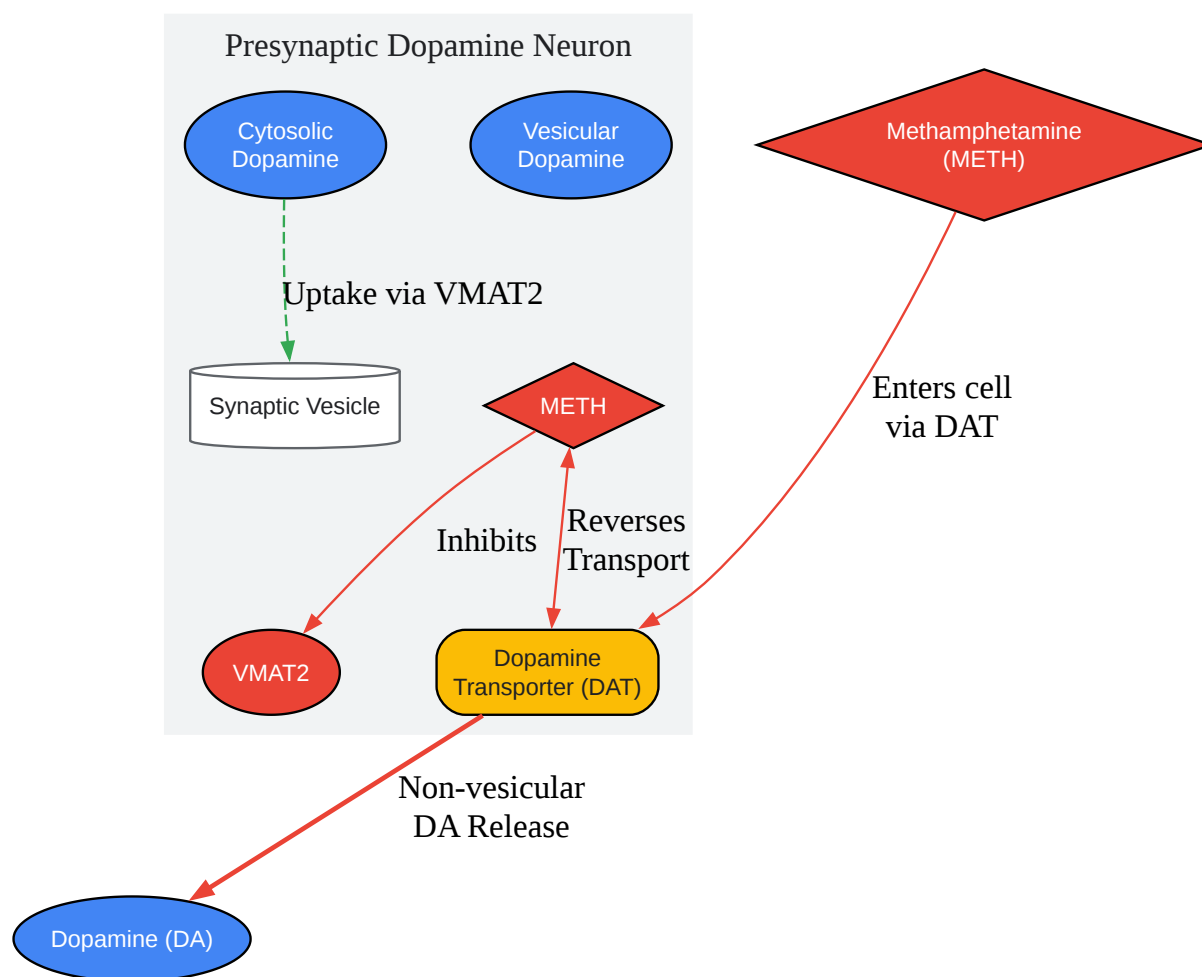 Presynaptic Dopamine Neuron
Cytosolic
Dopamine
Vesicular
Dopamine
Methamphetamine
(METH)
Uptake via VMAT2
Synaptic Vesicle
METH
Enters cell
via DAT
Inhibits
Reverses
Transport
VMAT2
Dopamine
Transporter (DAT)
Non-vesicular
DA Release
Dopamine (DA)